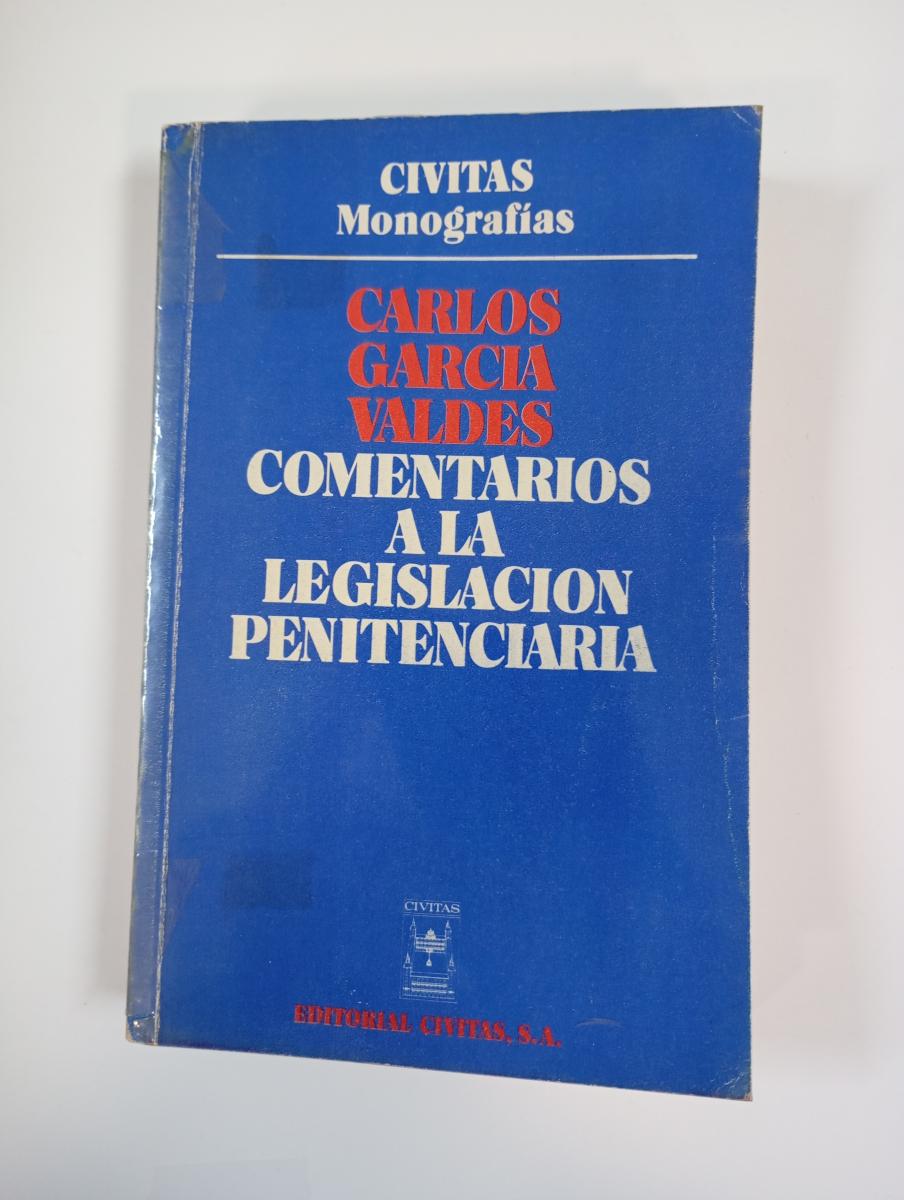 CIVITAS
Monografías
CARLOS
GARCIA
VALDES
COMENTARIOS
A LA
LEGISLACION
PENITENCIARIA
CIVITAS
EDITORIAL CIVITAS, S.A.